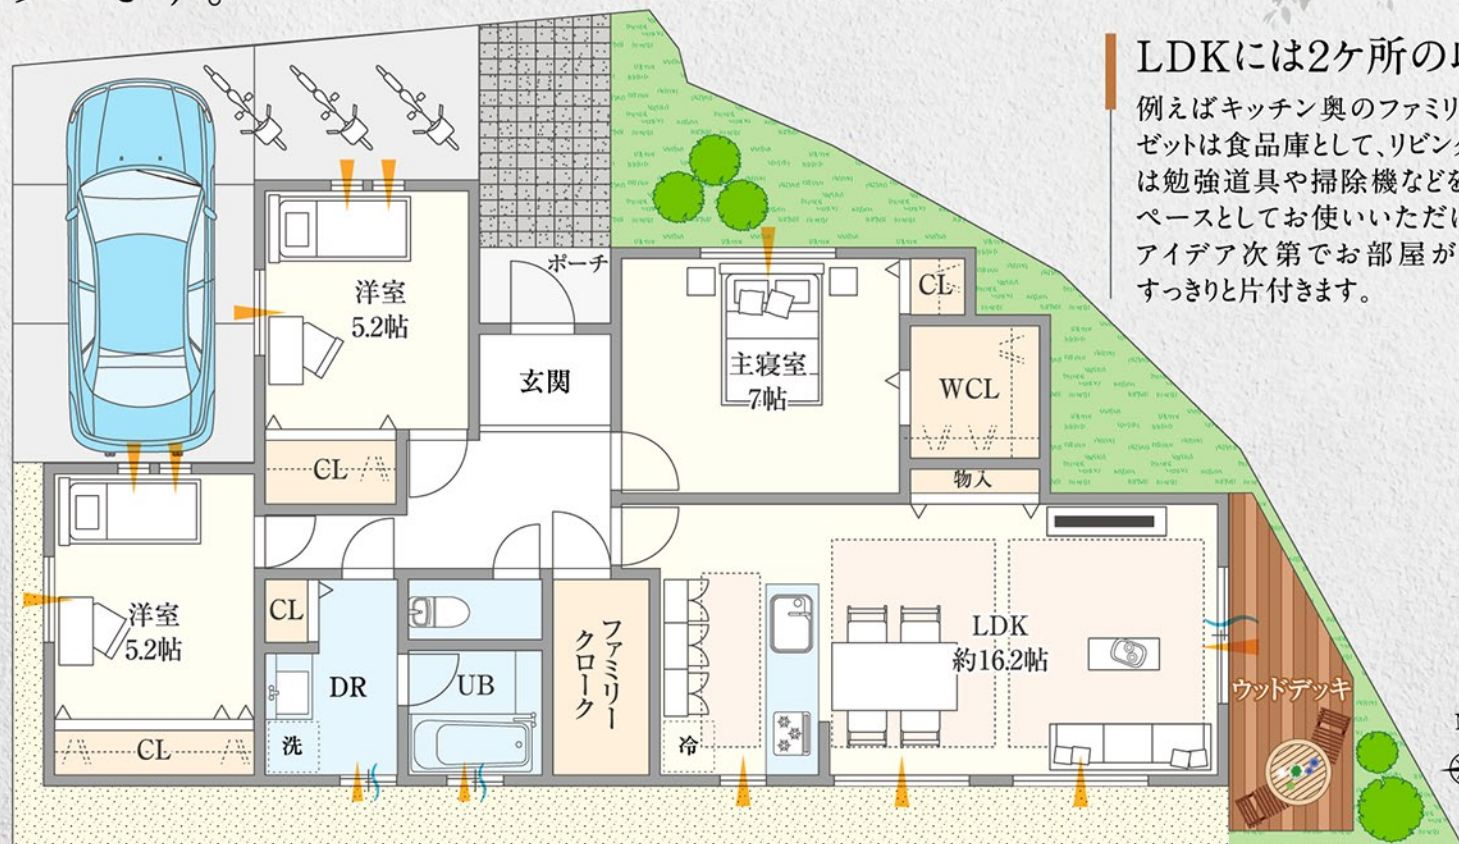 LDKには2ケ所の
例えばキッチン奥のファミリ
ゼットは食品庫として、リビング
は勉強道具や掃除機などを
ペースとしてお使いいただけ
アイデア次第でお部屋が
すっきりと片付きます。
ポーチ
洋室
5.2帖
CL
玄関
主寝室
7帖
CL
WCL
物入
CL
洋室
5.2帖
CL
CL
DR
洗
UB
ファミリー
クローク
冷
LDK
約16.2帖
ウッドデッキ